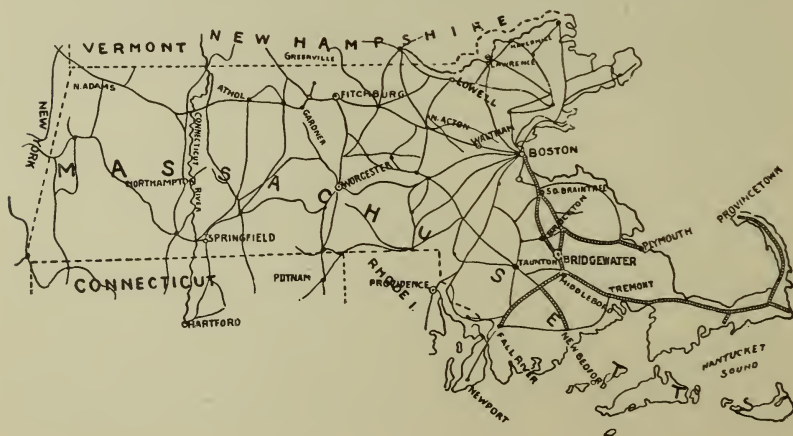 VERMONT
NEW HAMPSHIRE
GREENVILLE
HAVERHILL
LAWRENCE
LOWELL
N. ADAMS
ATHOL
FITCHBURG
GARDNER
N. ACTON
WALTHAM
NEW YORK
CONNECTICUT RIVER
BOSTON
MASSACHUSETTS
NORTHAMPTON
WORCESTER
SO. BRAINTREE
BROCKTON
PROVINCETOWN
PLYMOUTH
SPRINGFIELD
TAUNTON
BRIDGEWATER
CONNECTICUT
PUTNAM
RHODE I.
PROVIDENCE
MIDDLEBORO
TREMONT
HARTFORD
FALL RIVER
NEW BEDFORD
NANTUCKET
SOUND
NEWPORT